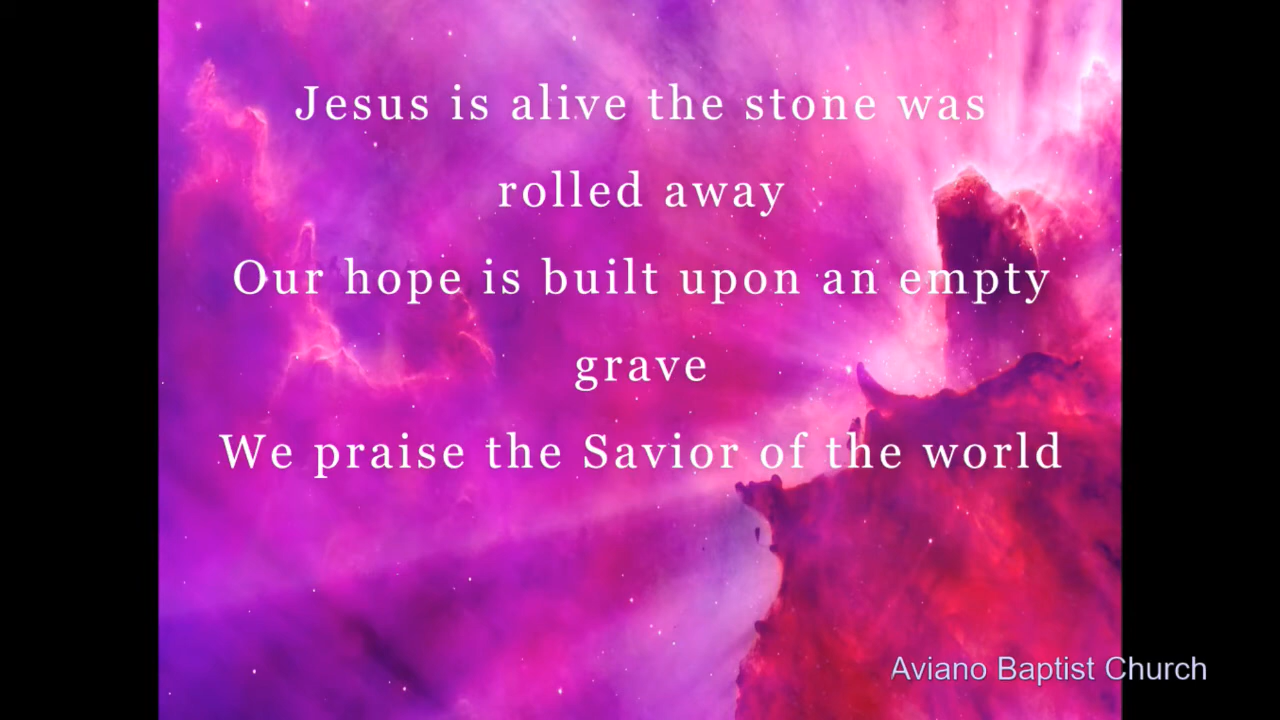 Jesus is alive the stone was
rolled away
Our hope is built upon an empty
grave
We praise the Savior of the world
Aviano Baptist Church